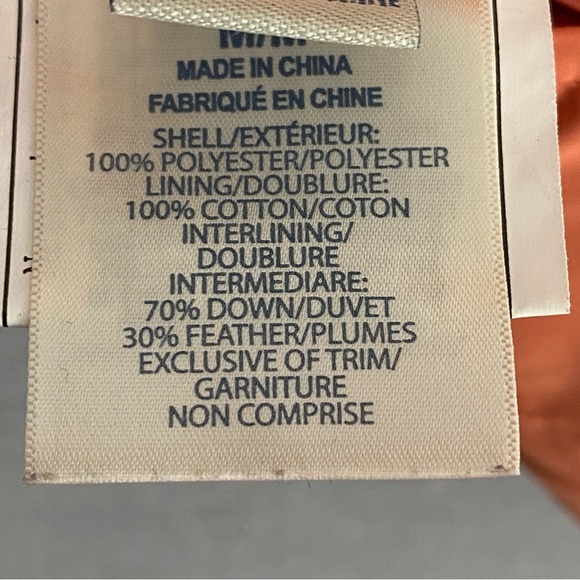 M/M
MADE IN CHINA
FABRIQUÉ EN CHINE
SHELL/EXTÉRIEUR:
100% POLYESTER/POLYESTER
LINING/DOUBLURE:
100% COTTON/COTON
INTERLINING/
DOUBLURE
INTERMEDIARE:
70% DOWN/DUVET
30% FEATHER/PLUMES
EXCLUSIVE OF TRIM/
GARNITURE
NON COMPRISE